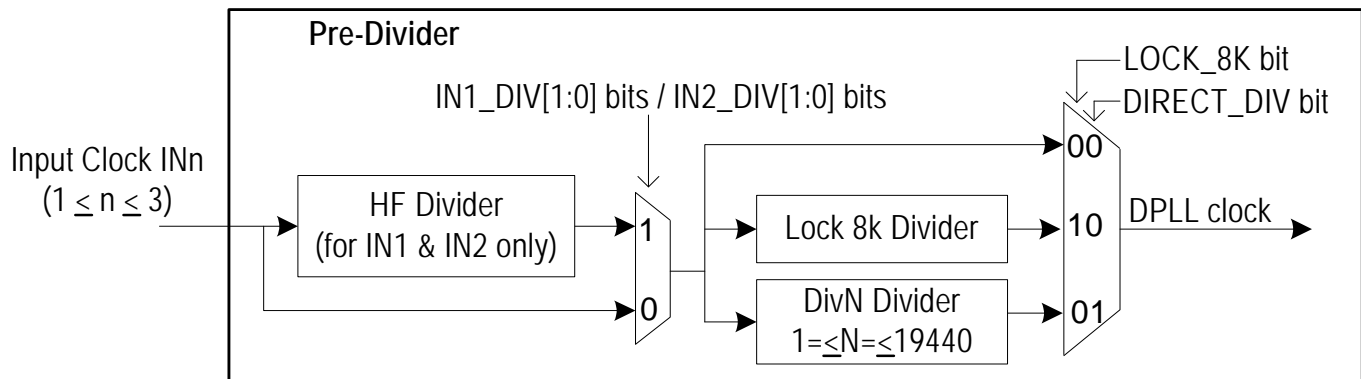 Pre-Divider
LOCK_8K bit
IN1_DIV[1:0] bits / IN2_DIV[1:0] bits
DIRECT_DIV bit
Input Clock INn
(1 ≤ n ≤ 3)
HF Divider
(for IN1 & IN2 only)
1
0
Lock 8k Divider
DivN Divider
1=≤N=≤19440
00
10
01
DPLL clock